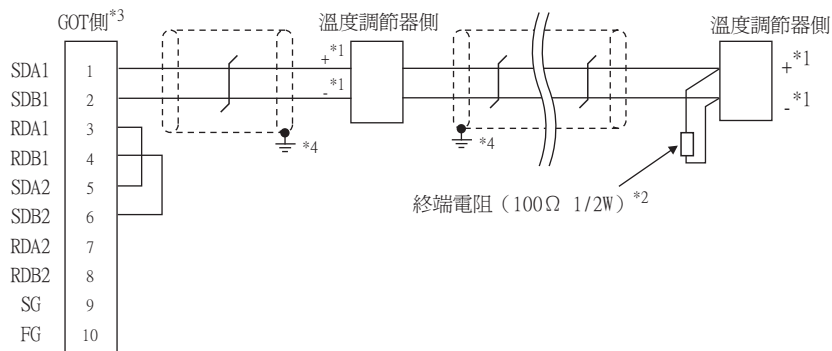 GOT側*3
溫度調節器側
溫度調節器側
SDA1 1 +*1 +*1
SDB1 2 -*1 -*1
RDA1 3
*4 *4
RDB1 4
SDA2 5
終端電阻（100Ω 1/2W）*2
SDB2 6
RDA2 7
RDB2 8
SG 9
FG 10